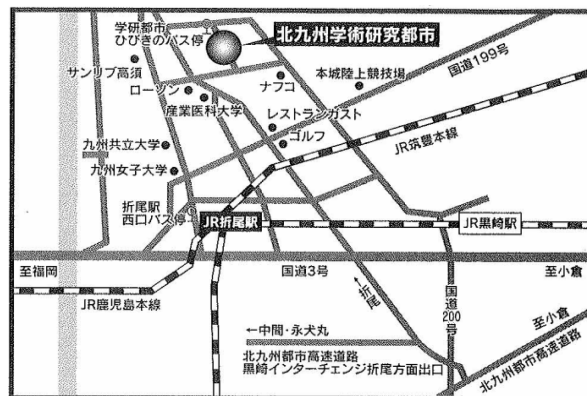 学研都市
ひびきのバス停
北九州学術研究都市
サンリブ高須
ローソン
産業医科大学
ナフコ
本城陸上競技場
国道199号
レストランガスト
ゴルフ
JR筑豊本線
九州共立大学
九州女子大学
折尾駅
西口バス停
JR折尾駅
JR黒崎駅
至福岡
国道3号
至小倉
JR鹿児島本線
←折尾
国道
200号
←中間・永犬丸
北九州都市高速道路
黒崎インターチェンジ折尾方面出口
至小倉
北九州都市高速道路